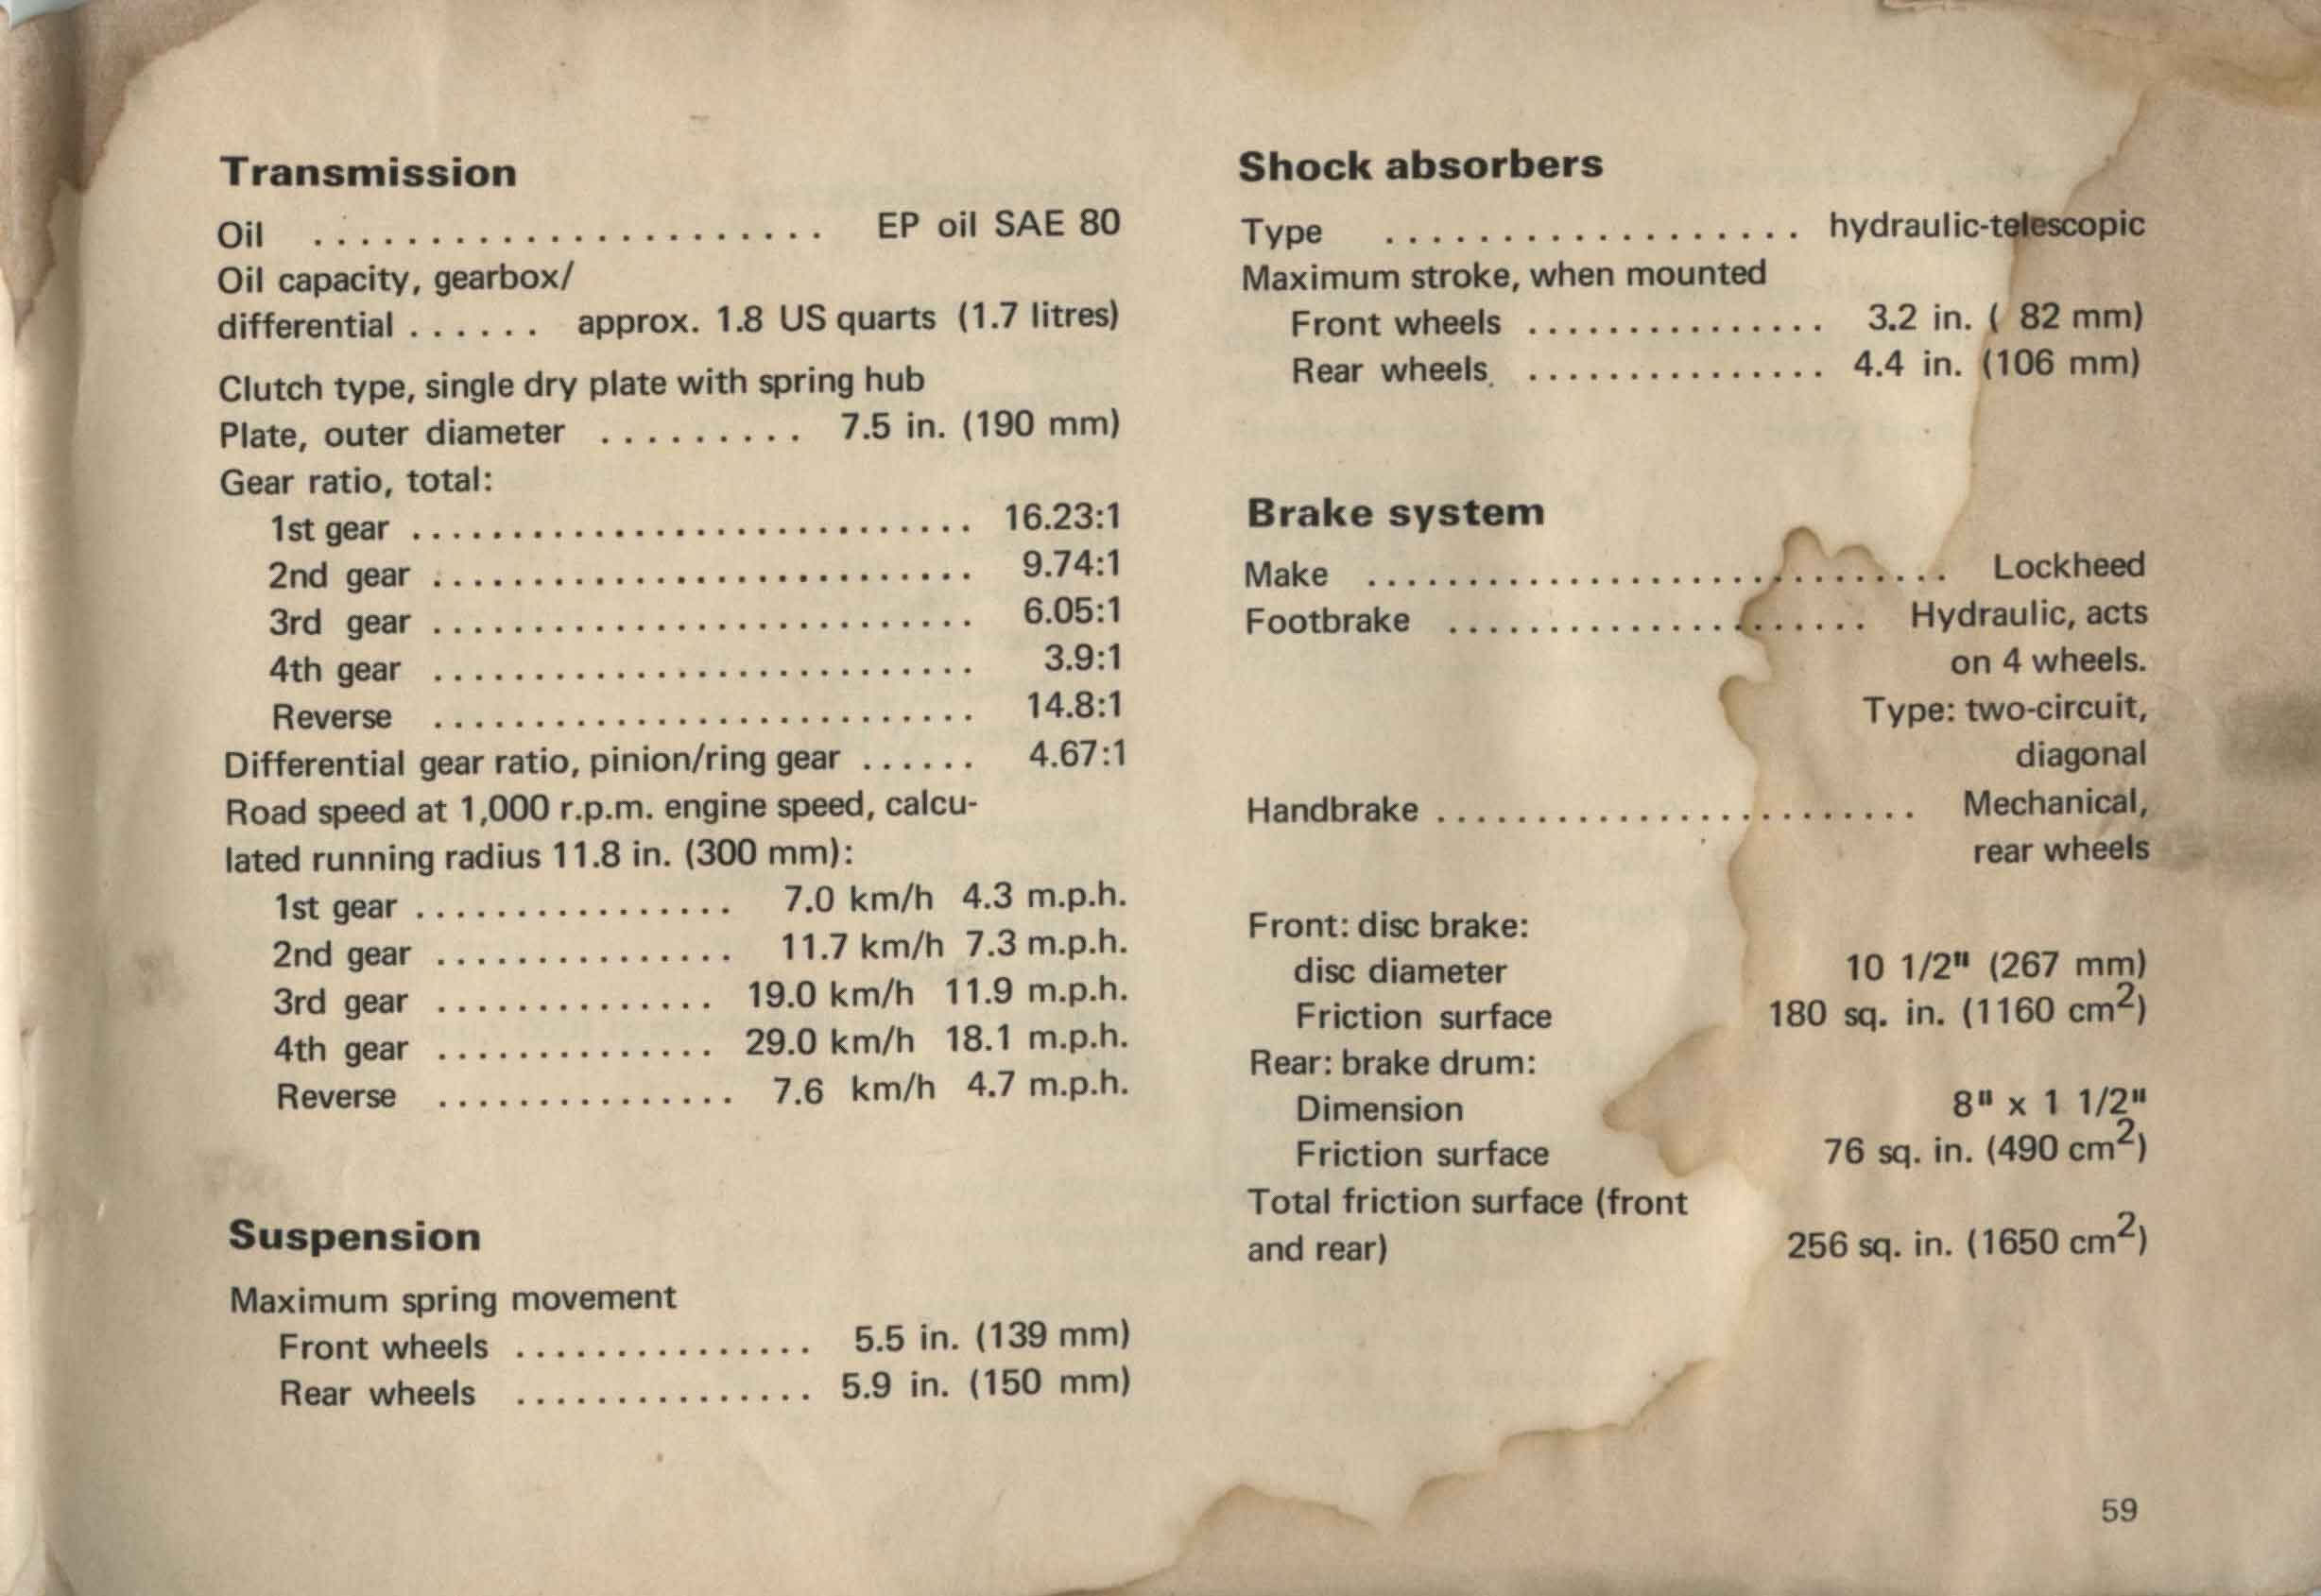 Transmission
Oil ...................... EP oil SAE 80
Oil capacity, gearbox/
differential ...... approx. 1.8 US quarts (1.7 litres)
Clutch type, single dry plate with spring hub
Plate, outer diameter ......... 7.5 in. (190 mm)
Gear ratio, total:
1st gear ........................... 16.23:1
2nd gear .......................... 9.74:1
3rd gear .......................... 6.05:1
4th gear .......................... 3.9:1
Reverse .......................... 14.8:1
Differential gear ratio, pinion/ring gear ...... 4.67:1
Road speed at 1,000 r.p.m. engine speed, calcu-
lated running radius 11.8 in. (300 mm):
1st gear ................ 7.0 km/h 4.3 m.p.h.
2nd gear ............... 11.7 km/h 7.3 m.p.h.
3rd gear .............. 19.0 km/h 11.9 m.p.h.
4th gear .............. 29.0 km/h 18.1 m.p.h.
Reverse ............... 7.6 km/h 4.7 m.p.h.
Suspension
Maximum spring movement
Front wheels ............... 5.5 in. (139 mm)
Rear wheels ............... 5.9 in. (150 mm)
Shock absorbers
Type .................. hydraulic-telescopic
Maximum stroke, when mounted
Front wheels ............... 3.2 in. ( 82 mm)
Rear wheels ............... 4.4 in. (106 mm)
Brake system
Make ............................. Lockheed
Footbrake ..................... Hydraulic, acts
on 4 wheels.
Type: two-circuit,
diagonal
Handbrake ........................ Mechanical,
rear wheels
Front: disc brake:
disc diameter 10 1/2" (267 mm)
Friction surface 180 sq. in. (1160 cm²)
Rear: brake drum:
Dimension 8" x 1 1/2"
Friction surface 76 sq. in. (490 cm²)
Total friction surface (front
and rear) 256 sq. in. (1650 cm²)
59